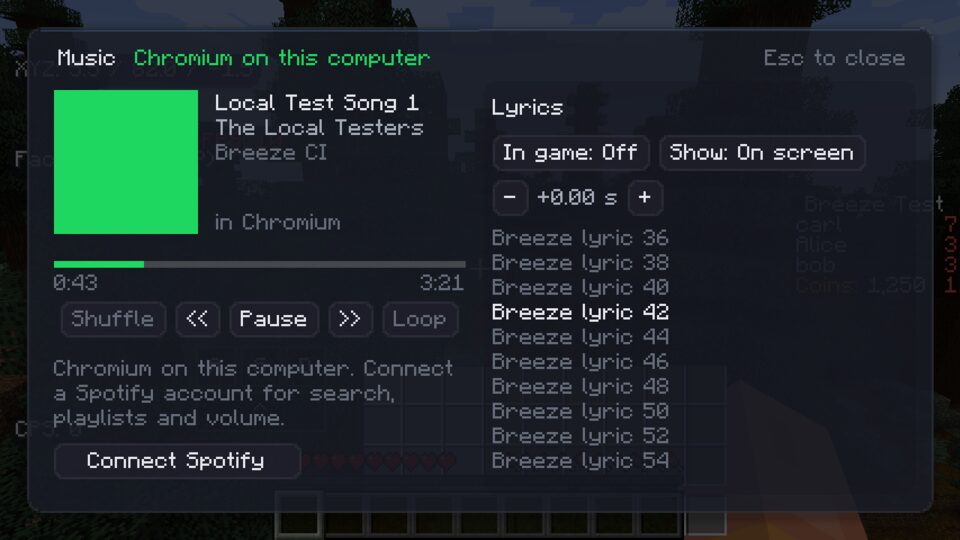 Music Chromium on this computer
Esc to close
Local Test Song 1
The Local Testers
Breeze CI
in Chromium
0:43
3:21
Shuffle
<<
Pause
>>
Loop
Chromium on this computer. Connect
a Spotify account for search,
playlists and volume.
Connect Spotify
Lyrics
In game: Off
Show: On screen
-
+0.00 s
+
Breeze lyric 36
Breeze lyric 38
Breeze lyric 40
Breeze lyric 42
Breeze lyric 44
Breeze lyric 46
Breeze lyric 48
Breeze lyric 50
Breeze lyric 52
Breeze lyric 54
Breeze Test
carl 7
Alice 3
bob 3
Coins: 1,250 1